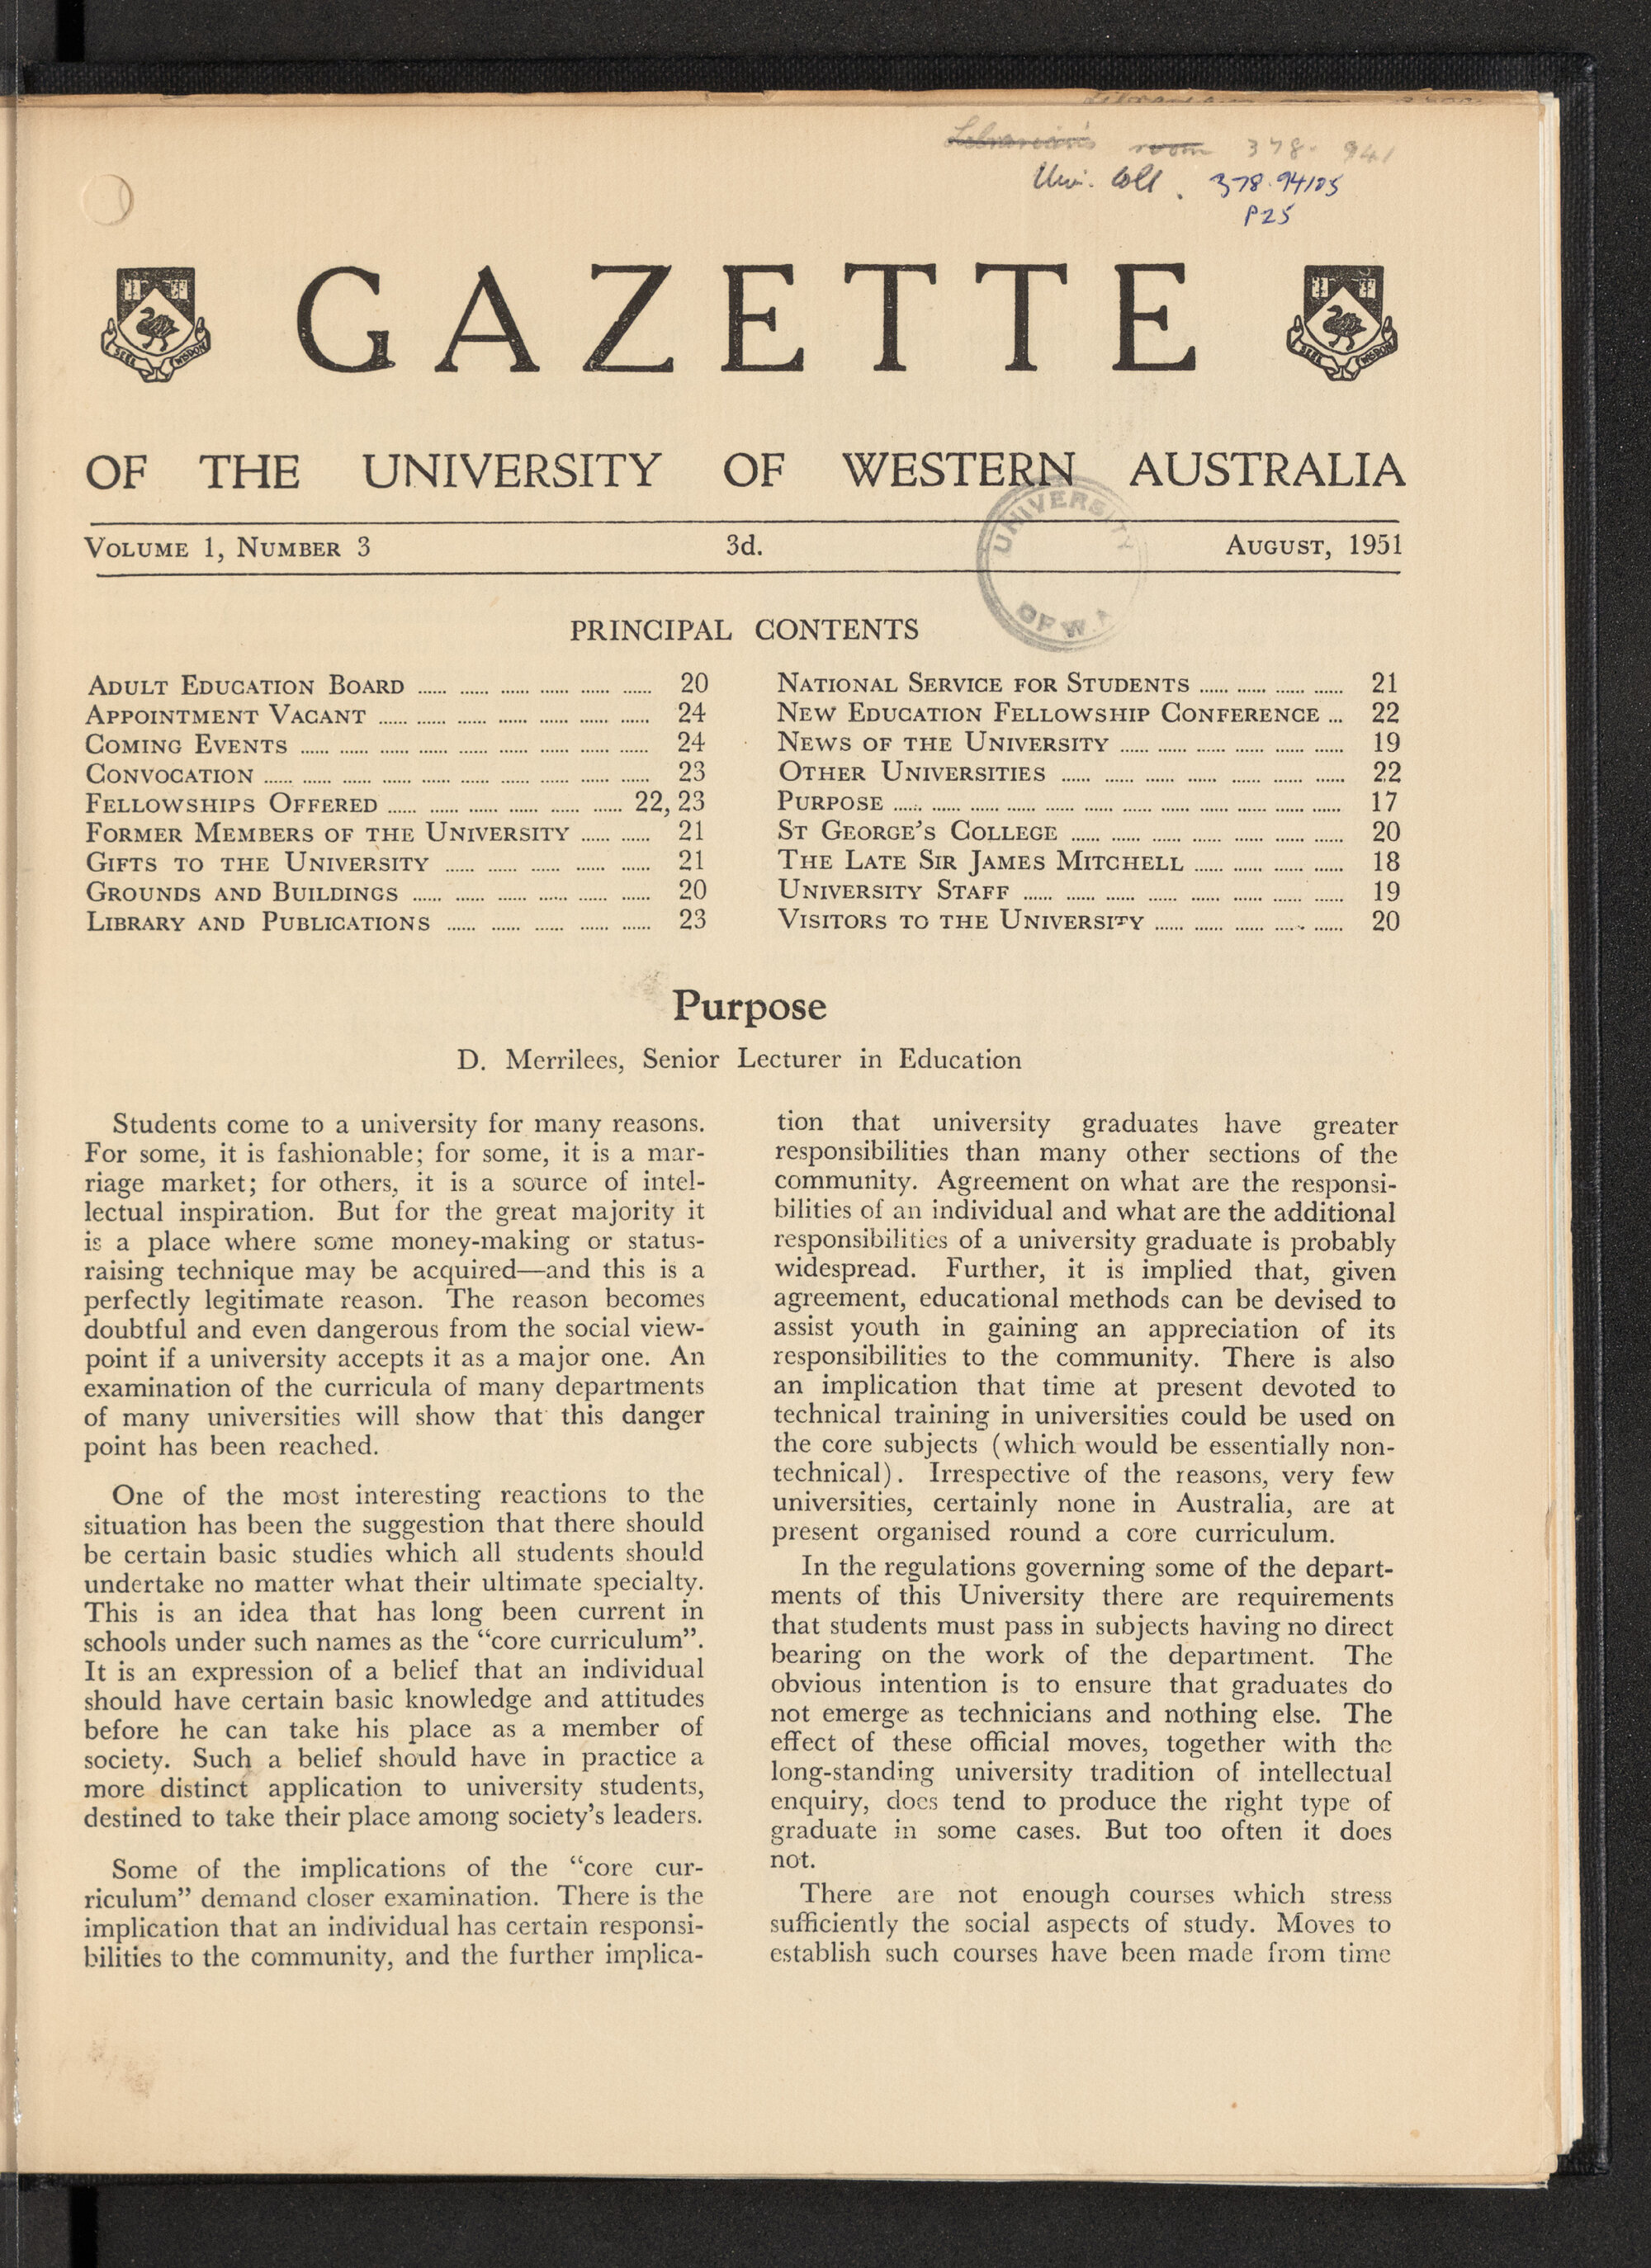 Librarian's room 378. 941
Univ. Coll. 378.94105
P25
GAZETTE
SEEK WISDOM
SEEK WISDOM
OF THE UNIVERSITY OF WESTERN AUSTRALIA
UNIVERSITY
OF W.A
VOLUME 1, NUMBER 3 3d. AUGUST, 1951
PRINCIPAL CONTENTS
ADULT EDUCATION BOARD ...... ...... ...... ...... ...... ...... 20
APPOINTMENT VACANT ...... ...... ...... ...... ...... ...... ...... 24
COMING EVENTS ...... ...... ...... ...... ...... ...... ...... ...... ...... 24
CONVOCATION ...... ...... ...... ...... ...... ...... ...... ...... ...... ...... 23
FELLOWSHIPS OFFERED ...... ...... ...... ...... ...... ...... 22, 23
FORMER MEMBERS OF THE UNIVERSITY ...... ...... 21
GIFTS TO THE UNIVERSITY ...... ...... ...... ...... ...... 21
GROUNDS AND BUILDINGS ...... ...... ...... ...... ...... ...... 20
LIBRARY AND PUBLICATIONS ...... ...... ...... ...... ...... 23
NATIONAL SERVICE FOR STUDENTS ...... ...... ...... ...... 21
NEW EDUCATION FELLOWSHIP CONFERENCE ... 22
NEWS OF THE UNIVERSITY ...... ...... ...... ...... ...... ...... 19
OTHER UNIVERSITIES ...... ...... ...... ...... ...... ...... ...... 22
PURPOSE ...... ...... ...... ...... ...... ...... ...... ...... ...... ...... ...... ...... 17
ST GEORGE'S COLLEGE ...... ...... ...... ...... ...... ...... ...... 20
THE LATE SIR JAMES MITCHELL ...... ...... ...... ...... 18
UNIVERSITY STAFF ...... ...... ...... ...... ...... ...... ...... ...... 19
VISITORS TO THE UNIVERSITY ...... ...... ...... ...... ...... 20
Purpose
D. Merrilees, Senior Lecturer in Education
Students come to a university for many reasons.
For some, it is fashionable; for some, it is a mar-
riage market; for others, it is a source of intel-
lectual inspiration. But for the great majority it
is a place where some money-making or status-
raising technique may be acquired—and this is a
perfectly legitimate reason. The reason becomes
doubtful and even dangerous from the social view-
point if a university accepts it as a major one. An
examination of the curricula of many departments
of many universities will show that this danger
point has been reached.
One of the most interesting reactions to the
situation has been the suggestion that there should
be certain basic studies which all students should
undertake no matter what their ultimate specialty.
This is an idea that has long been current in
schools under such names as the “core curriculum”.
It is an expression of a belief that an individual
should have certain basic knowledge and attitudes
before he can take his place as a member of
society. Such a belief should have in practice a
more distinct application to university students,
destined to take their place among society's leaders.
Some of the implications of the “core cur-
riculum” demand closer examination. There is the
implication that an individual has certain responsi-
bilities to the community, and the further implica-
tion that university graduates have greater
responsibilities than many other sections of the
community. Agreement on what are the responsi-
bilities of an individual and what are the additional
responsibilities of a university graduate is probably
widespread. Further, it is implied that, given
agreement, educational methods can be devised to
assist youth in gaining an appreciation of its
responsibilities to the community. There is also
an implication that time at present devoted to
technical training in universities could be used on
the core subjects (which would be essentially non-
technical). Irrespective of the reasons, very few
universities, certainly none in Australia, are at
present organised round a core curriculum.
In the regulations governing some of the depart-
ments of this University there are requirements
that students must pass in subjects having no direct
bearing on the work of the department. The
obvious intention is to ensure that graduates do
not emerge as technicians and nothing else. The
effect of these official moves, together with the
long-standing university tradition of intellectual
enquiry, does tend to produce the right type of
graduate in some cases. But too often it does
not.
There are not enough courses which stress
sufficiently the social aspects of study. Moves to
establish such courses have been made from time